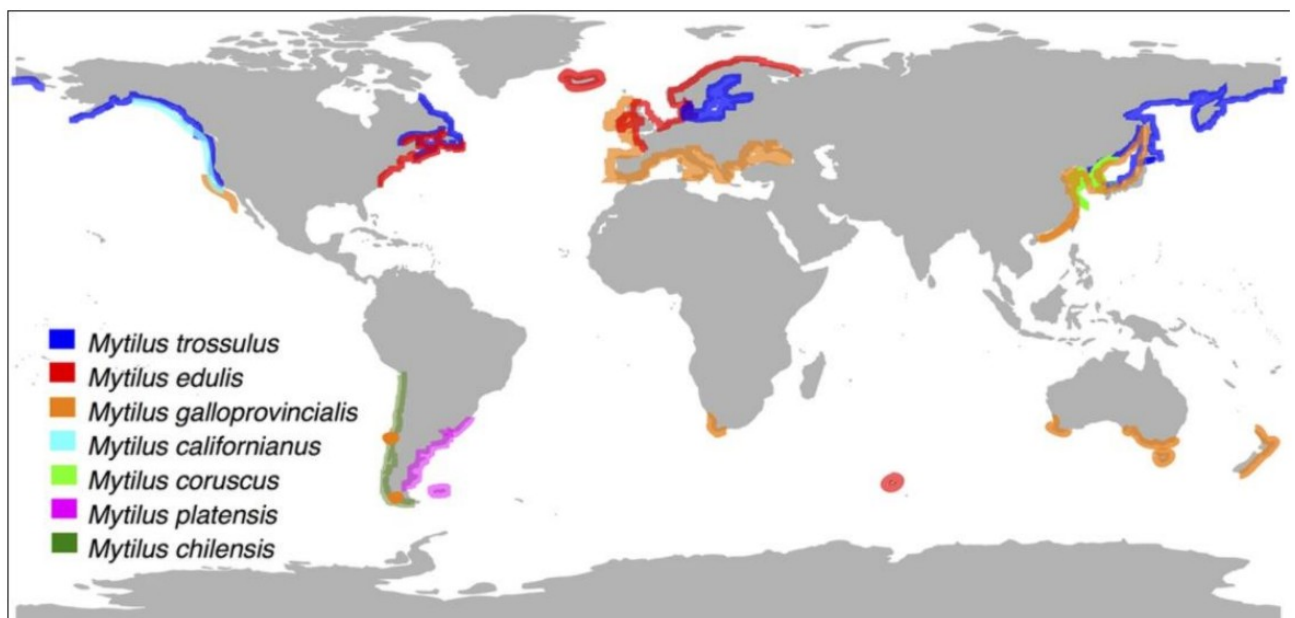 Mytilus trossulus
Mytilus edulis
Mytilus galloprovincialis
Mytilus californianus
Mytilus coruscus
Mytilus platensis
Mytilus chilensis